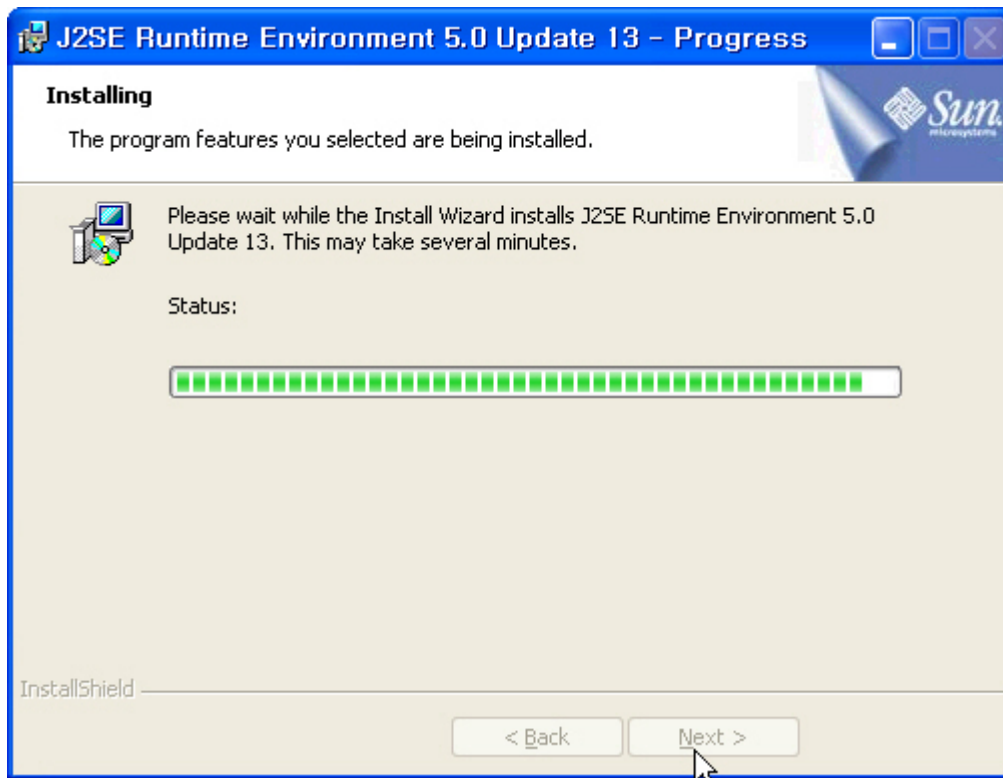 J2SE Runtime Environment 5.0 Update 13 - Progress
Installing
The program features you selected are being installed.
Sun
microsystems
Please wait while the Install Wizard installs J2SE Runtime Environment 5.0
Update 13. This may take several minutes.
Status:
InstallShield
< Back
Next >